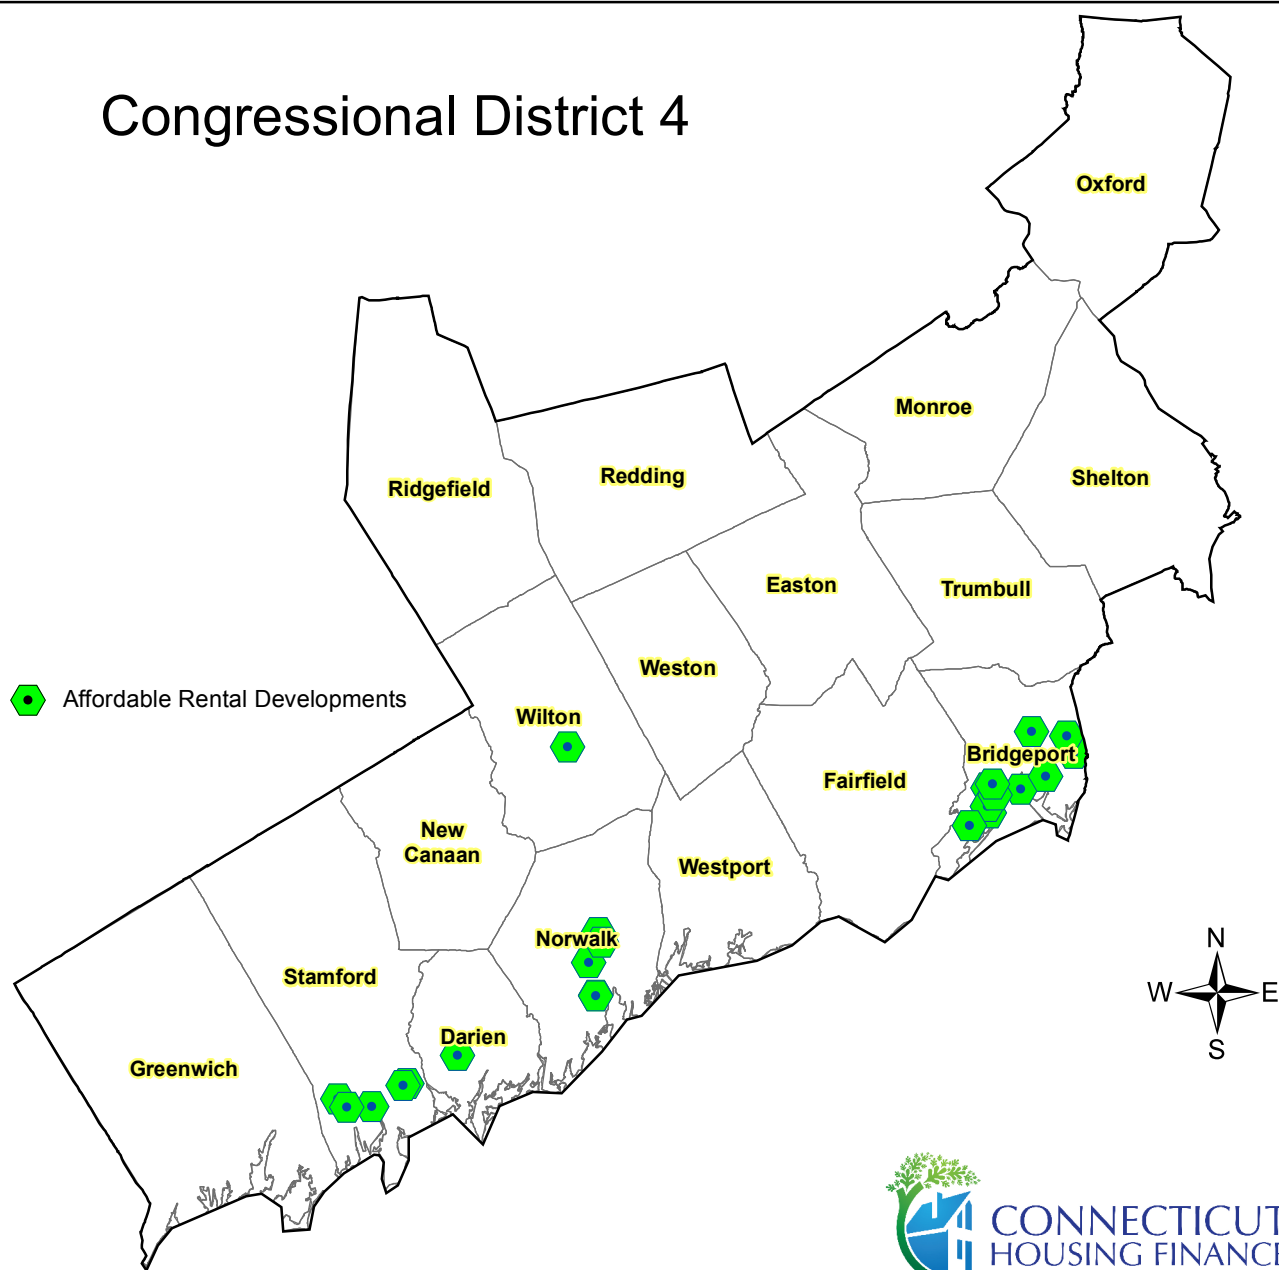 Congressional District 4
Oxford
Monroe
Redding
Shelton
Ridgefield
Easton
Trumbull
Weston
Affordable Rental Developments
Wilton
Bridgeport
Fairfield
New
Canaan
Westport
Norwalk
N
Stamford
W
E
Darien
S
Greenwich
CONNECTICUT
HOUSING FINANCE